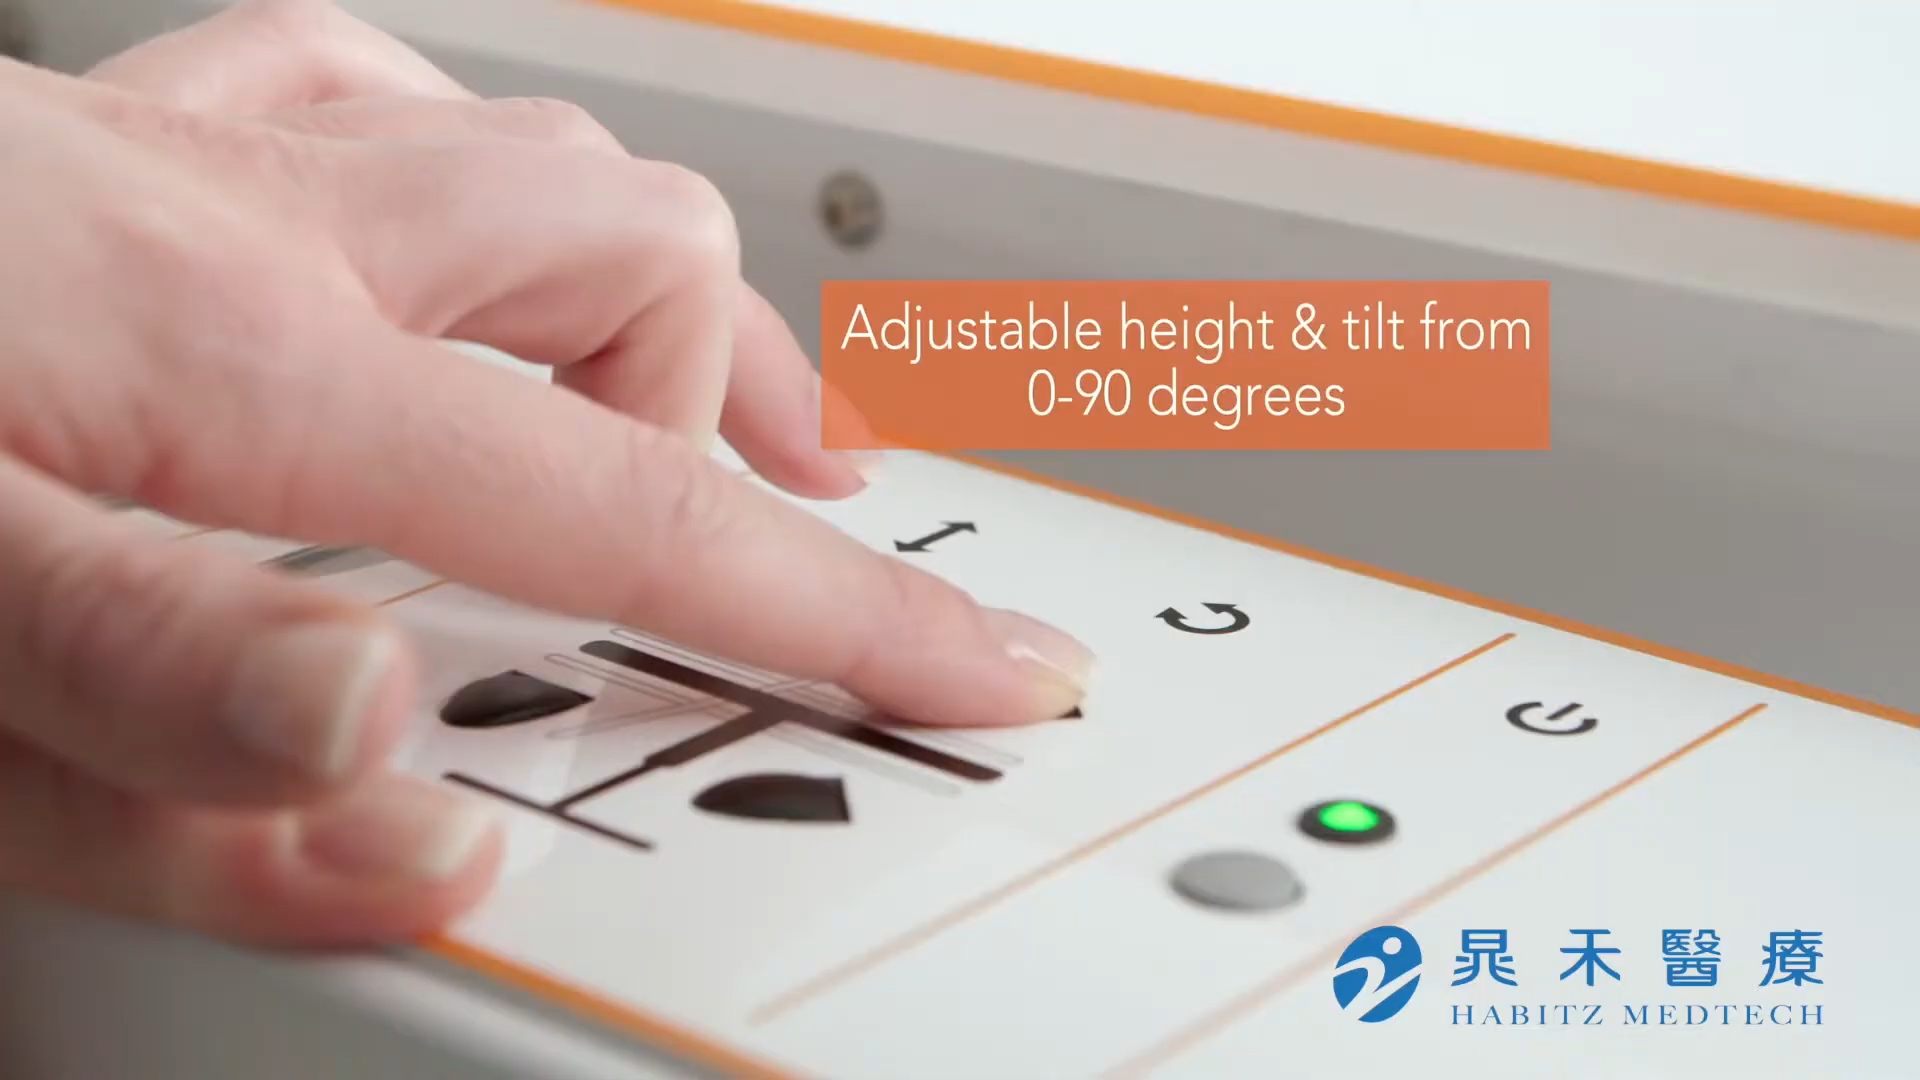 Adjustable height & tilt from
0-90 degrees
晁禾醫療
HABITZ MEDTECH